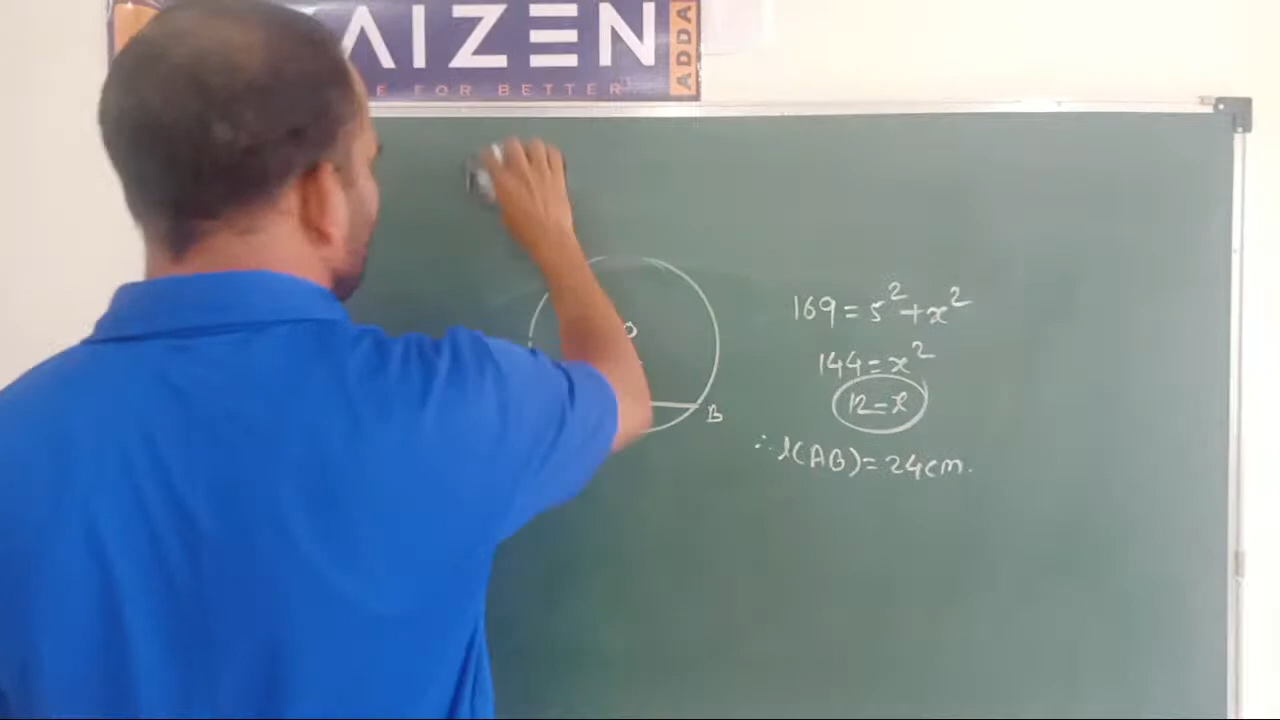 AIZEN
E FOR BETTER
ADDA
O
B
169 = 5² + x²
144 = x²
12 = x
∴ l(AB) = 24cm.